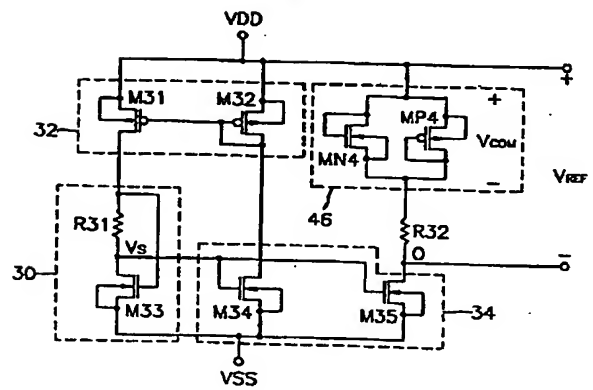 VDD
+
M31
M32
32
MP4
+
MN4
VCOM
−
VREF
46
R31
R32
Vs
O
−
30
M33
M34
M35
34
VSS